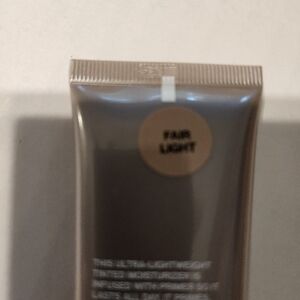 FAIR
LIGHT
THIS ULTRA-LIGHTWEIGHT
TINTED MOISTURIZER IS
INFUSED WITH PRIMER SO IT
LASTS ALL DAY. IT